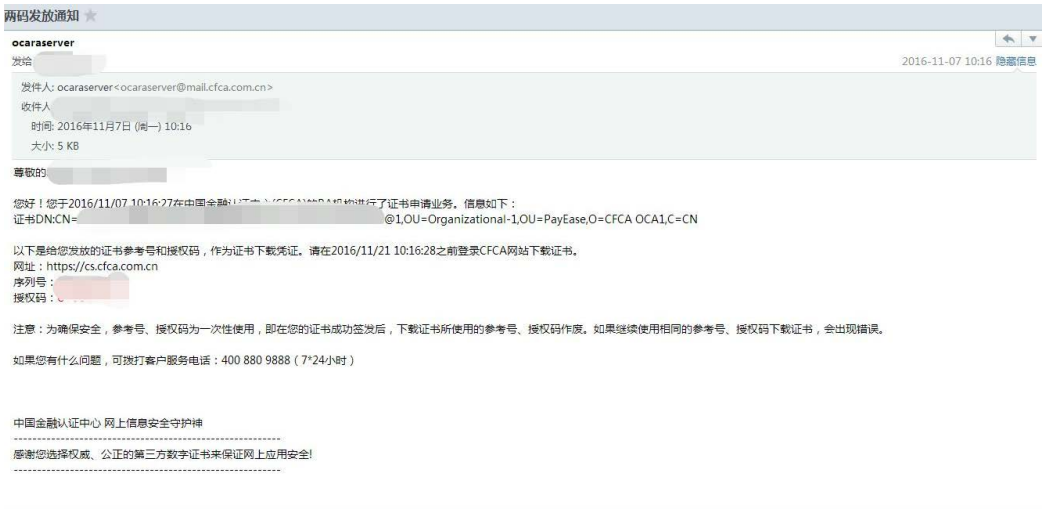 两码发放通知
ocaraserver
发给
2016-11-07 10:16 隐藏信息
发件人: ocaraserver<ocaraserver@mail.cfca.com.cn>
收件人
时间: 2016年11月7日 (周一) 10:16
大小: 5 KB
尊敬的
您好！您于2016/11/07 10:16:27在中国金融认证中心(CFCA)的RA机构进行了证书申请业务。信息如下：
证书DN:CN= @1,OU=Organizational-1,OU=PayEase,O=CFCA OCA1,C=CN
以下是给您发放的证书参考号和授权码，作为证书下载凭证。请在2016/11/21 10:16:28之前登录CFCA网站下载证书。
网址：https://cs.cfca.com.cn
序列号：
授权码：
注意：为确保安全，参考号、授权码为一次性使用，即在您的证书成功签发后，下载证书所使用的参考号、授权码作废。如果继续使用相同的参考号、授权码下载证书，会出现错误。
如果您有什么问题，可拨打客户服务电话：400 880 9888（7*24小时）
中国金融认证中心 网上信息安全守护神
----------------------------------------------------------
感谢您选择权威、公正的第三方数字证书来保证网上应用安全!
----------------------------------------------------------